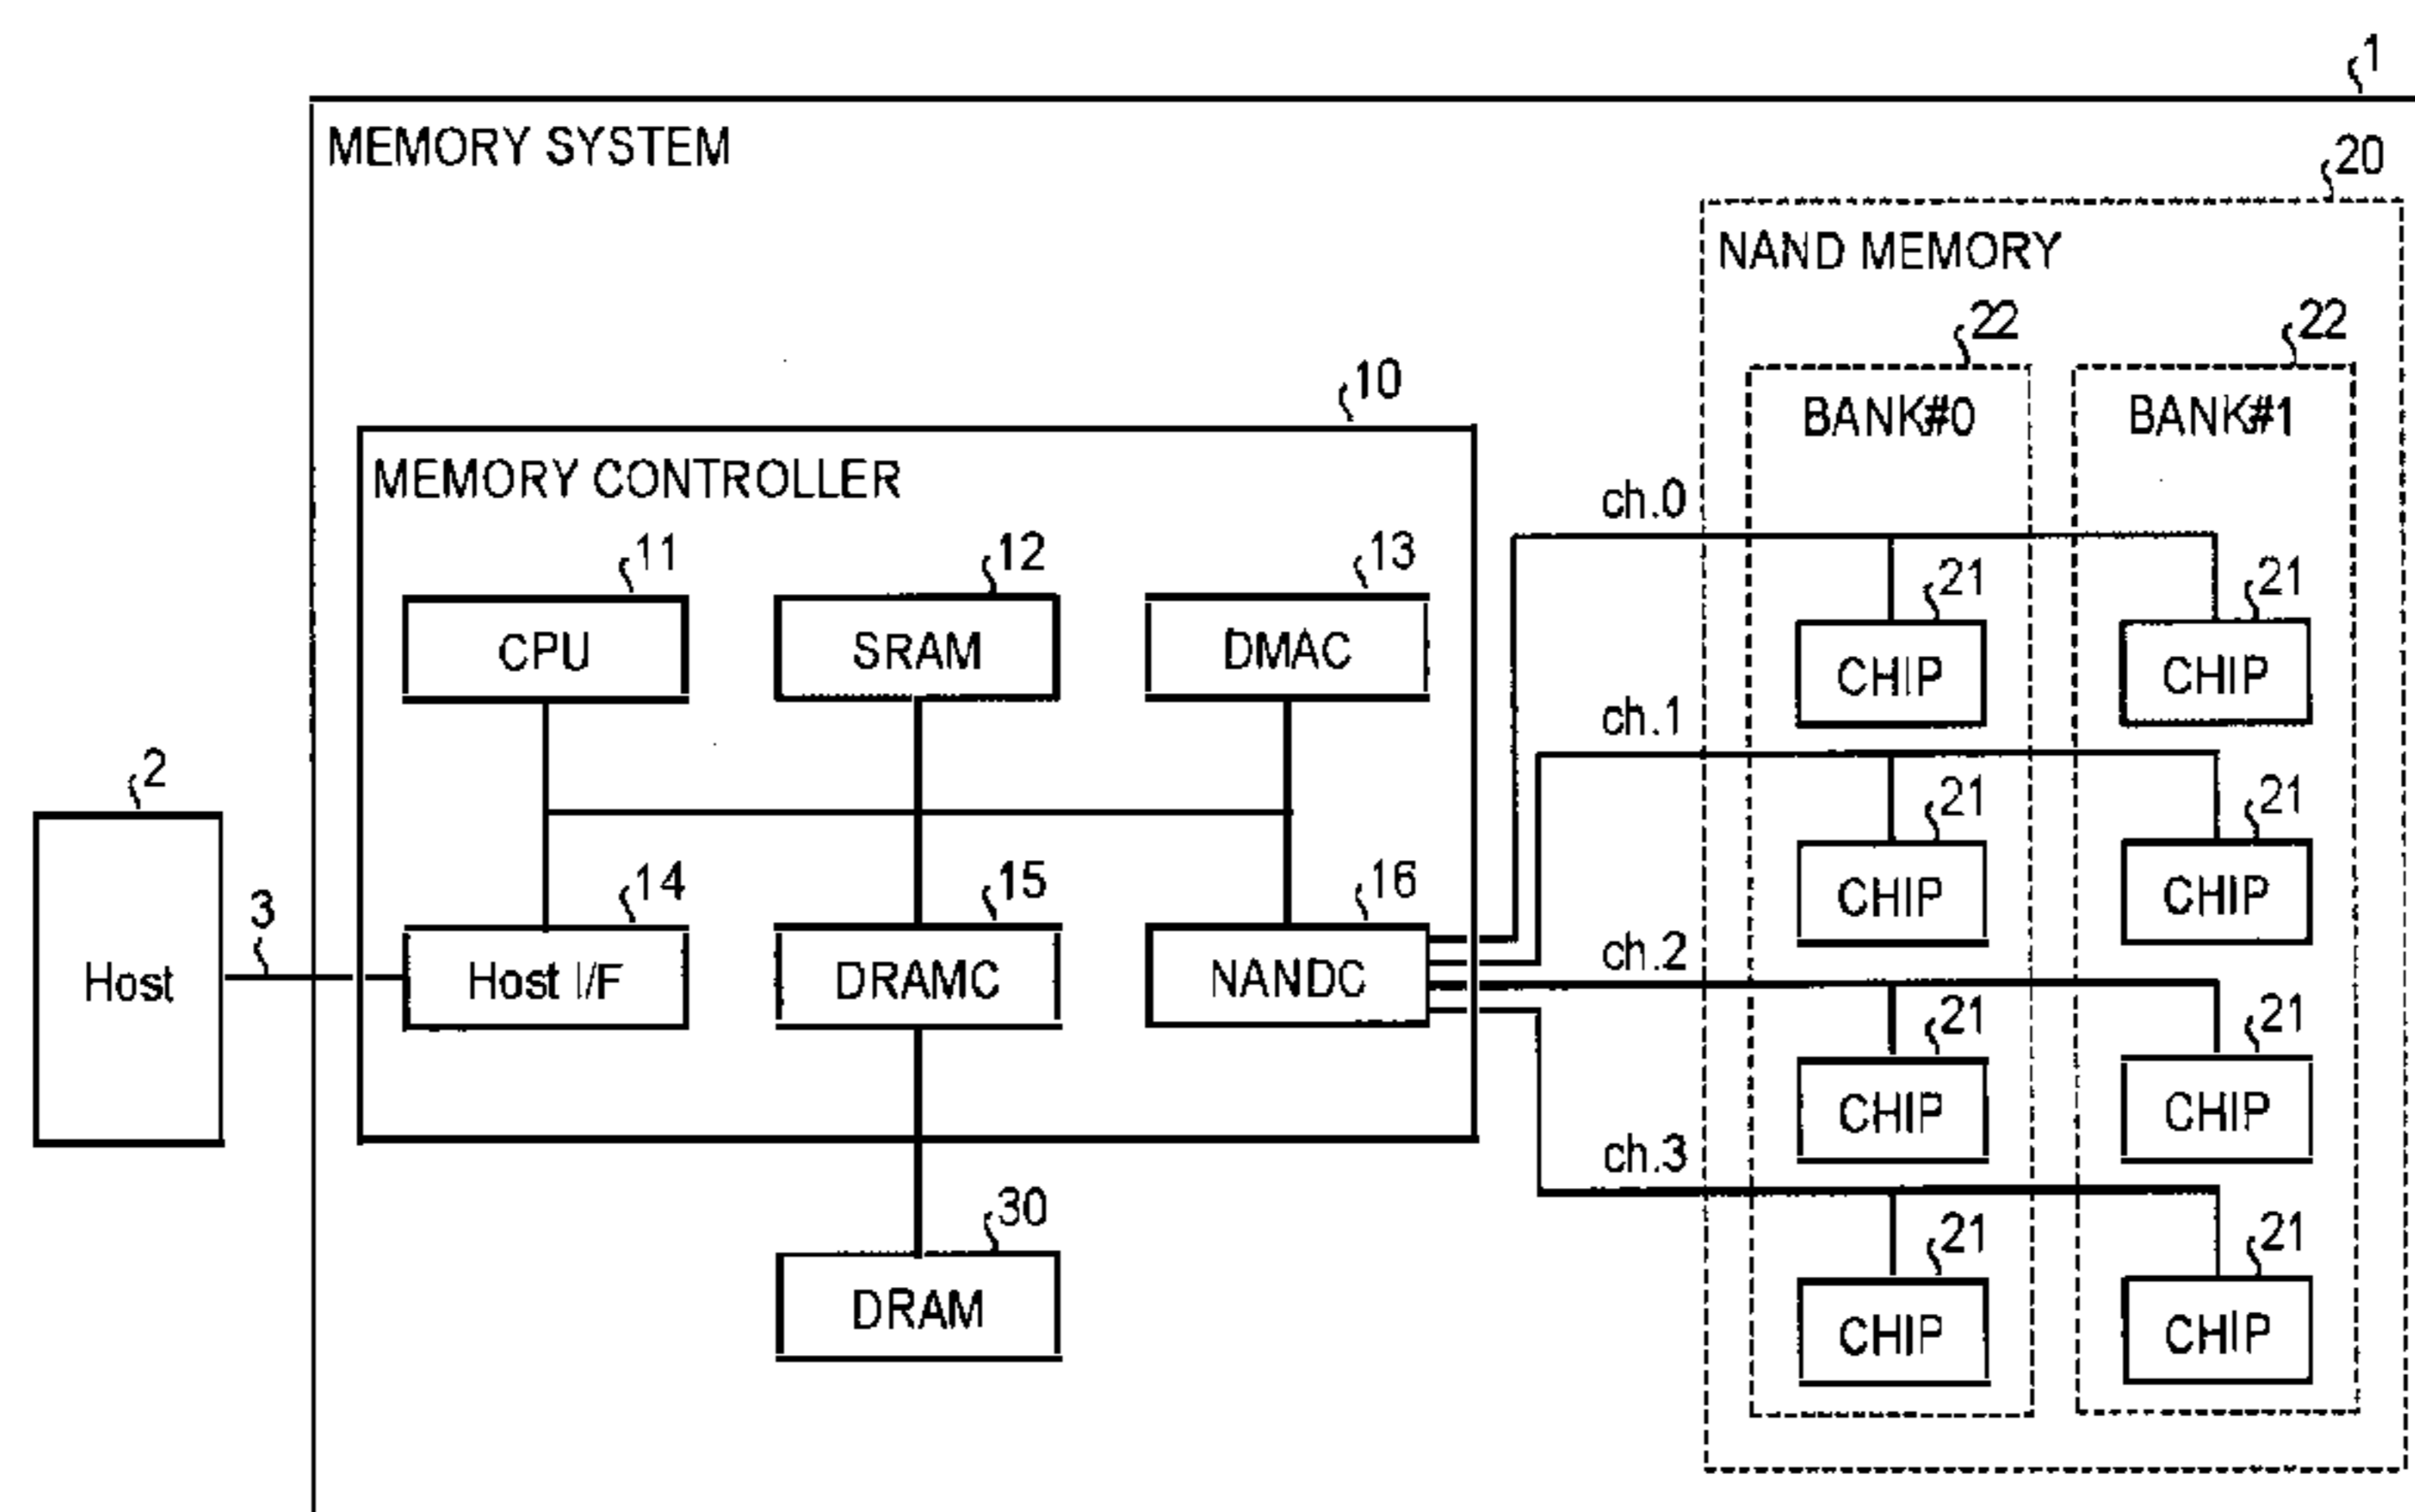 1
MEMORY SYSTEM
20
NAND MEMORY
22 22
10
BANK#0 BANK#1
MEMORY CONTROLLER
ch.0
11 12 13
21 21
CPU SRAM DMAC
CHIP CHIP
ch.1
2
21 21
14 15 16
CHIP CHIP
3
ch.2
Host Host I/F DRAMC NANDC
21 21
CHIP CHIP
ch.3
30
21 21
DRAM
CHIP CHIP